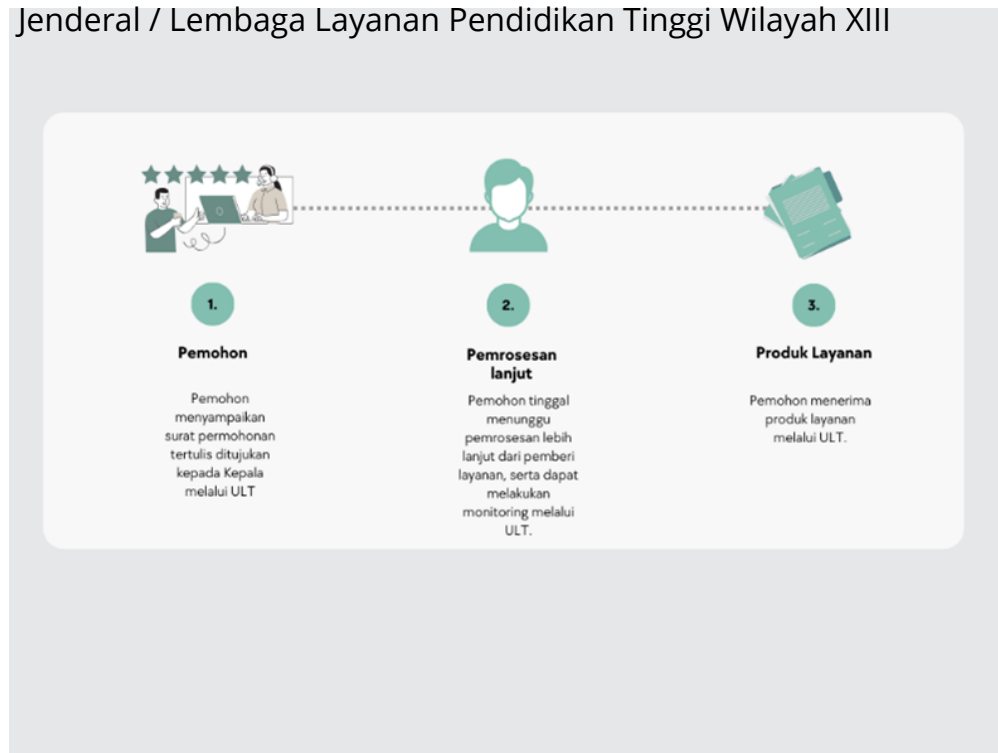 Jenderal / Lembaga Layanan Pendidikan Tinggi Wilayah XIII
1.
Pemohon
Pemohon
menyampaikan
surat permohonan
tertulis ditujukan
kepada Kepala
melalui ULT
2.
Pemrosesan
lanjut
Pemohon tinggal
menunggu
pemrosesan lebih
lanjut dari pemberi
layanan, serta dapat
melakukan
monitoring melalui
ULT.
3.
Produk Layanan
Pemohon menerima
produk layanan
melalui ULT.